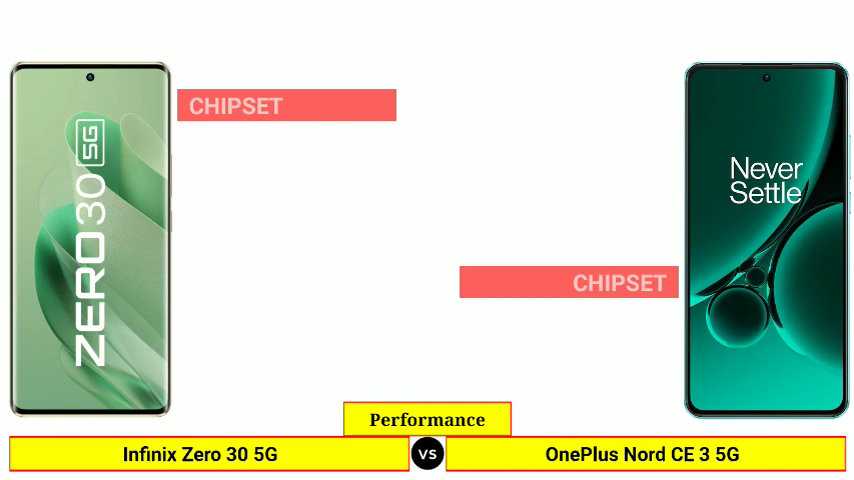 CHIPSET
ZERO 30 5G
Never
Settle
CHIPSET
Performance
Infinix Zero 30 5G
VS
OnePlus Nord CE 3 5G